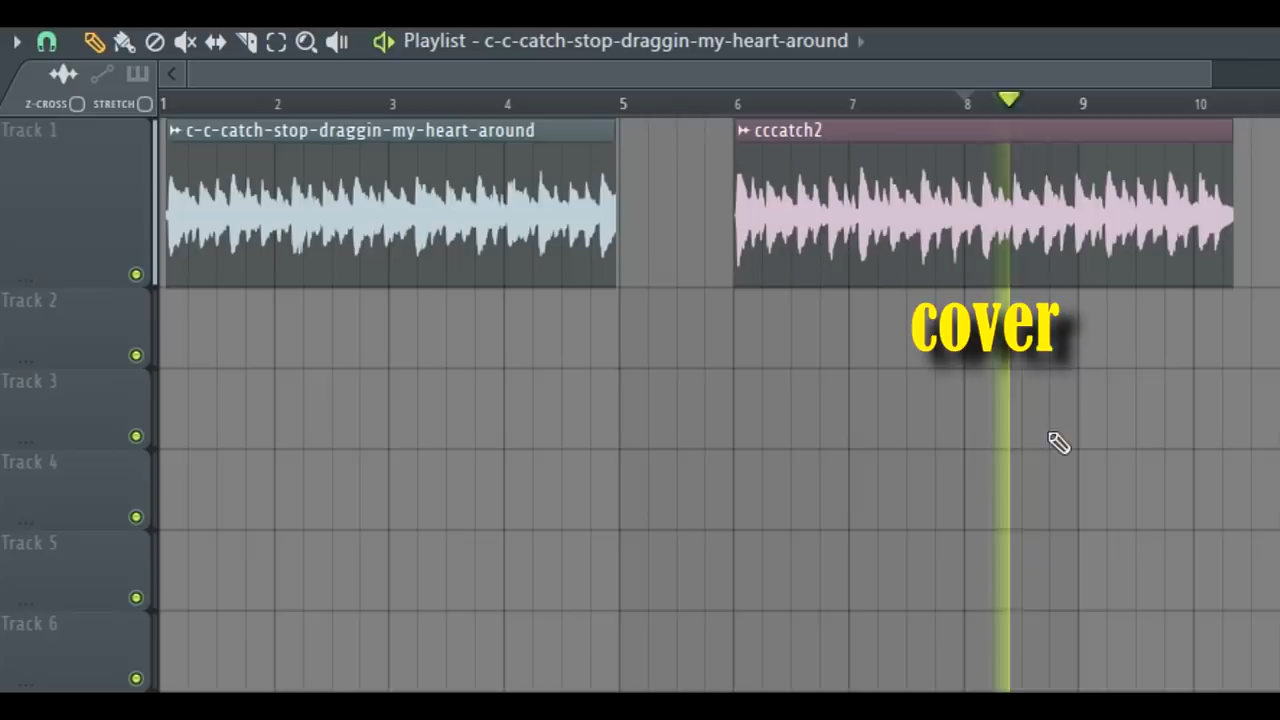 Playlist - c-c-catch-stop-draggin-my-heart-around
Z-CROSS STRETCH
1 2 3 4 5 6 7 8 9 10
Track 1
c-c-catch-stop-draggin-my-heart-around
cccatch2
Track 2
cover
Track 3
Track 4
Track 5
Track 6